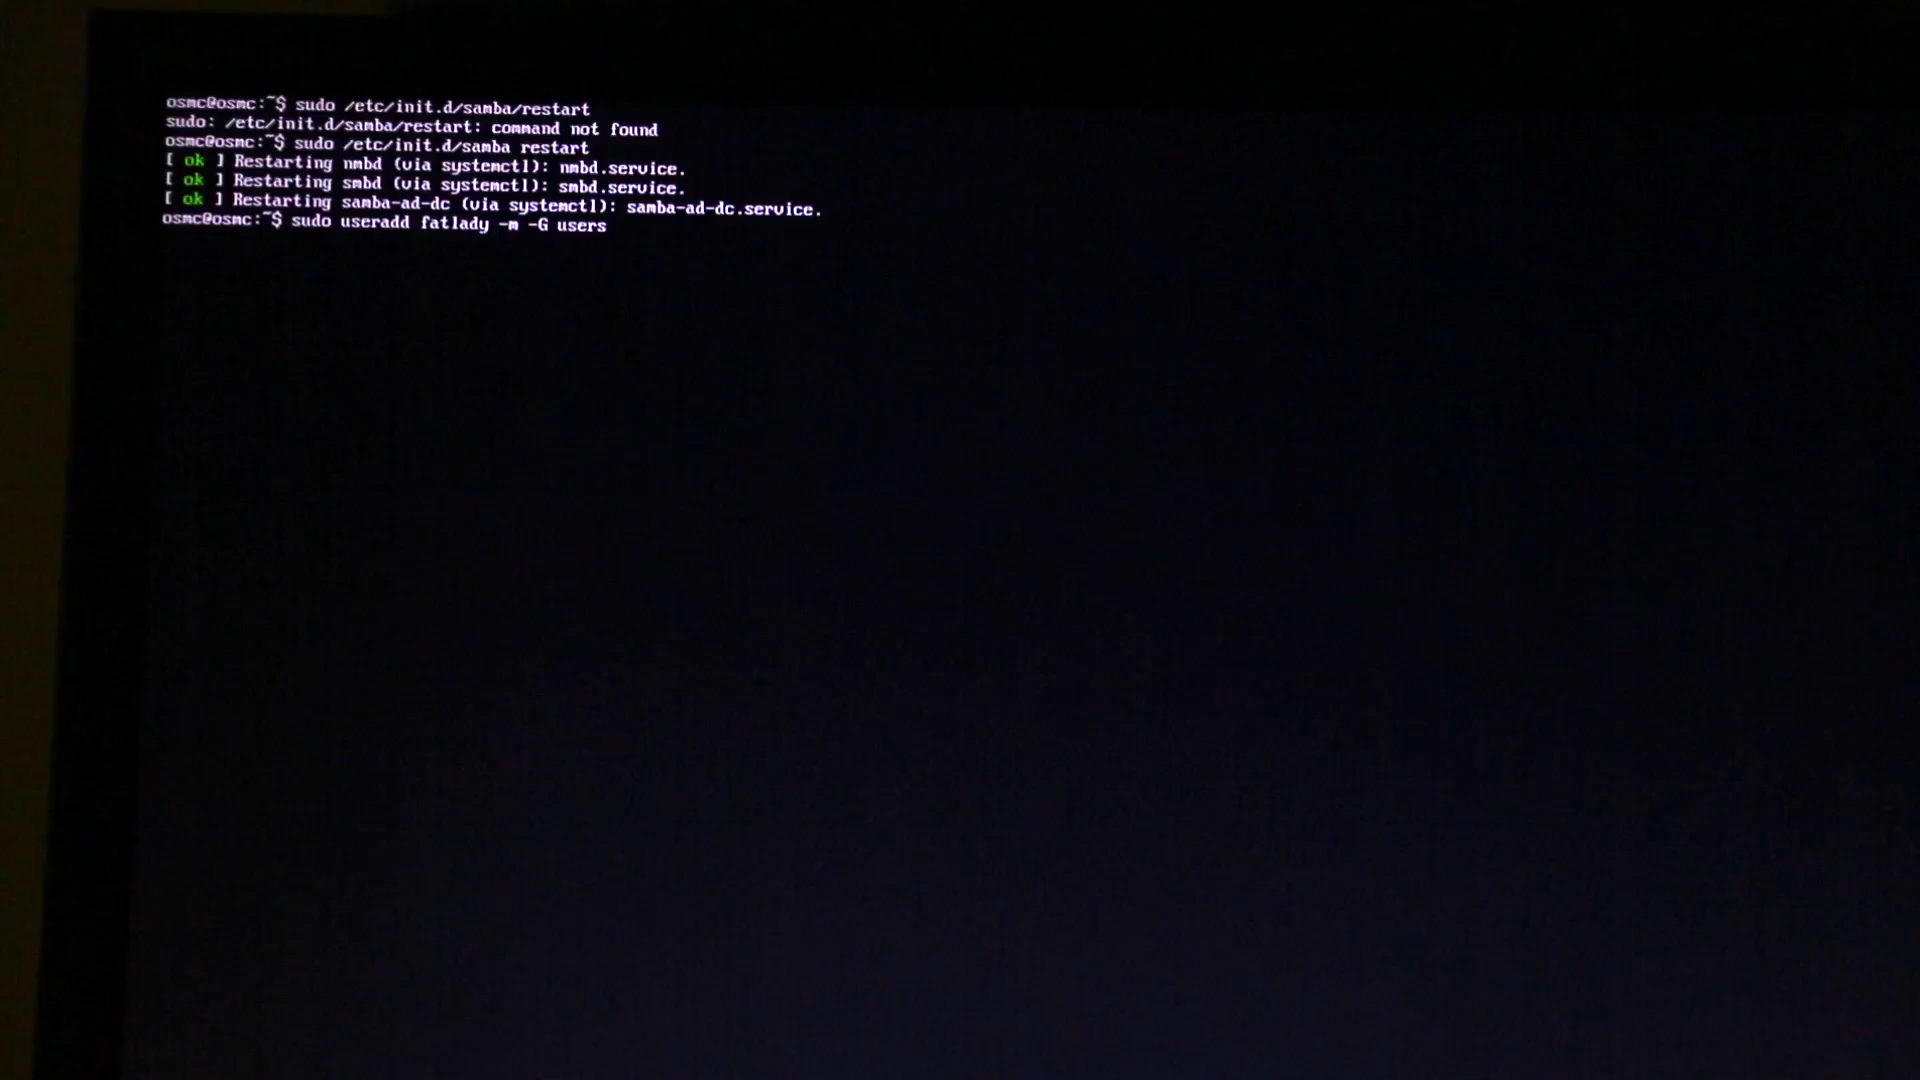 osmc@osmc:~$ sudo /etc/init.d/samba/restart
sudo: /etc/init.d/samba/restart: command not found
osmc@osmc:~$ sudo /etc/init.d/samba restart
[ ok ] Restarting nmbd (via systemctl): nmbd.service.
[ ok ] Restarting smbd (via systemctl): smbd.service.
[ ok ] Restarting samba-ad-dc (via systemctl): samba-ad-dc.service.
osmc@osmc:~$ sudo useradd fatlady -m -G users